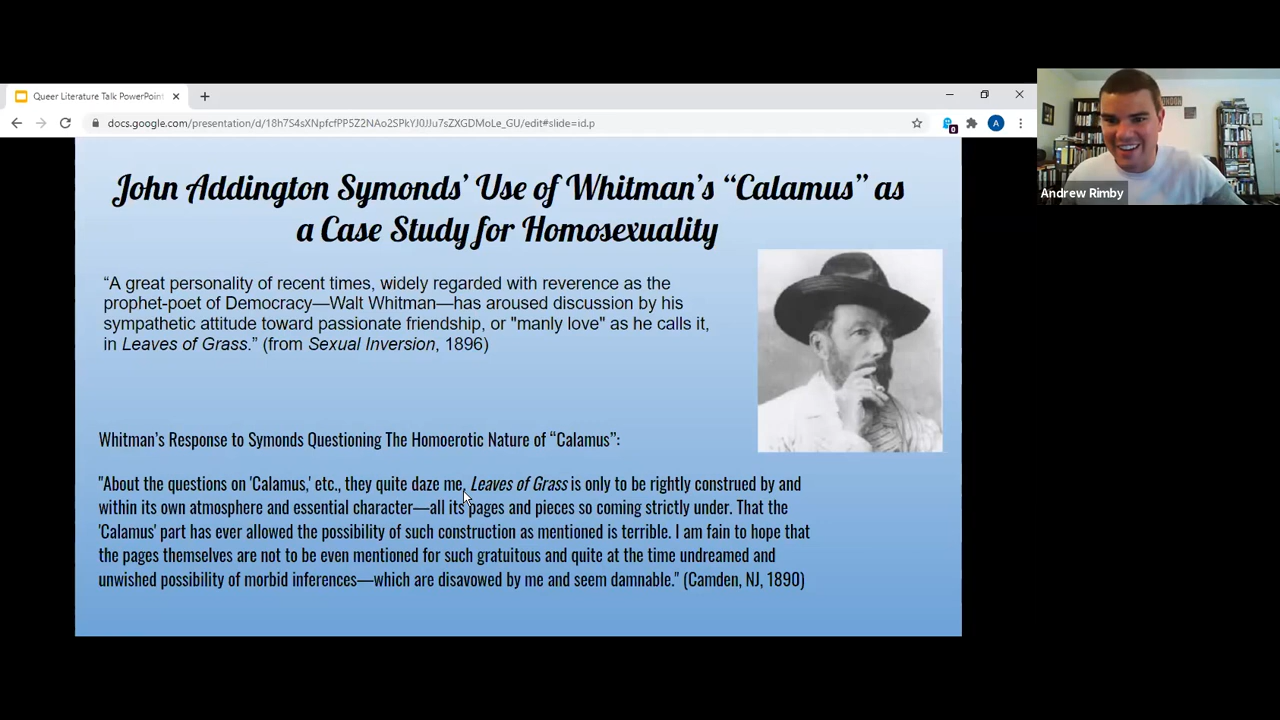 Queer Literature Talk PowerPoint
docs.google.com/presentation/d/18h7S4sXNpfcfPP5Z2NAo2SPkYJ0JJu7sZXGDMoLe_GU/edit#slide=id.p
0
A
John Addington Symonds' Use of Whitman's “Calamus” as
a Case Study for Homosexuality
“A great personality of recent times, widely regarded with reverence as the
prophet-poet of Democracy—Walt Whitman—has aroused discussion by his
sympathetic attitude toward passionate friendship, or "manly love" as he calls it,
in Leaves of Grass.” (from Sexual Inversion, 1896)
Whitman's Response to Symonds Questioning The Homoerotic Nature of “Calamus”:
"About the questions on 'Calamus,' etc., they quite daze me. Leaves of Grass is only to be rightly construed by and
within its own atmosphere and essential character—all its pages and pieces so coming strictly under. That the
'Calamus' part has ever allowed the possibility of such construction as mentioned is terrible. I am fain to hope that
the pages themselves are not to be even mentioned for such gratuitous and quite at the time undreamed and
unwished possibility of morbid inferences—which are disavowed by me and seem damnable." (Camden, NJ, 1890)
Andrew Rimby